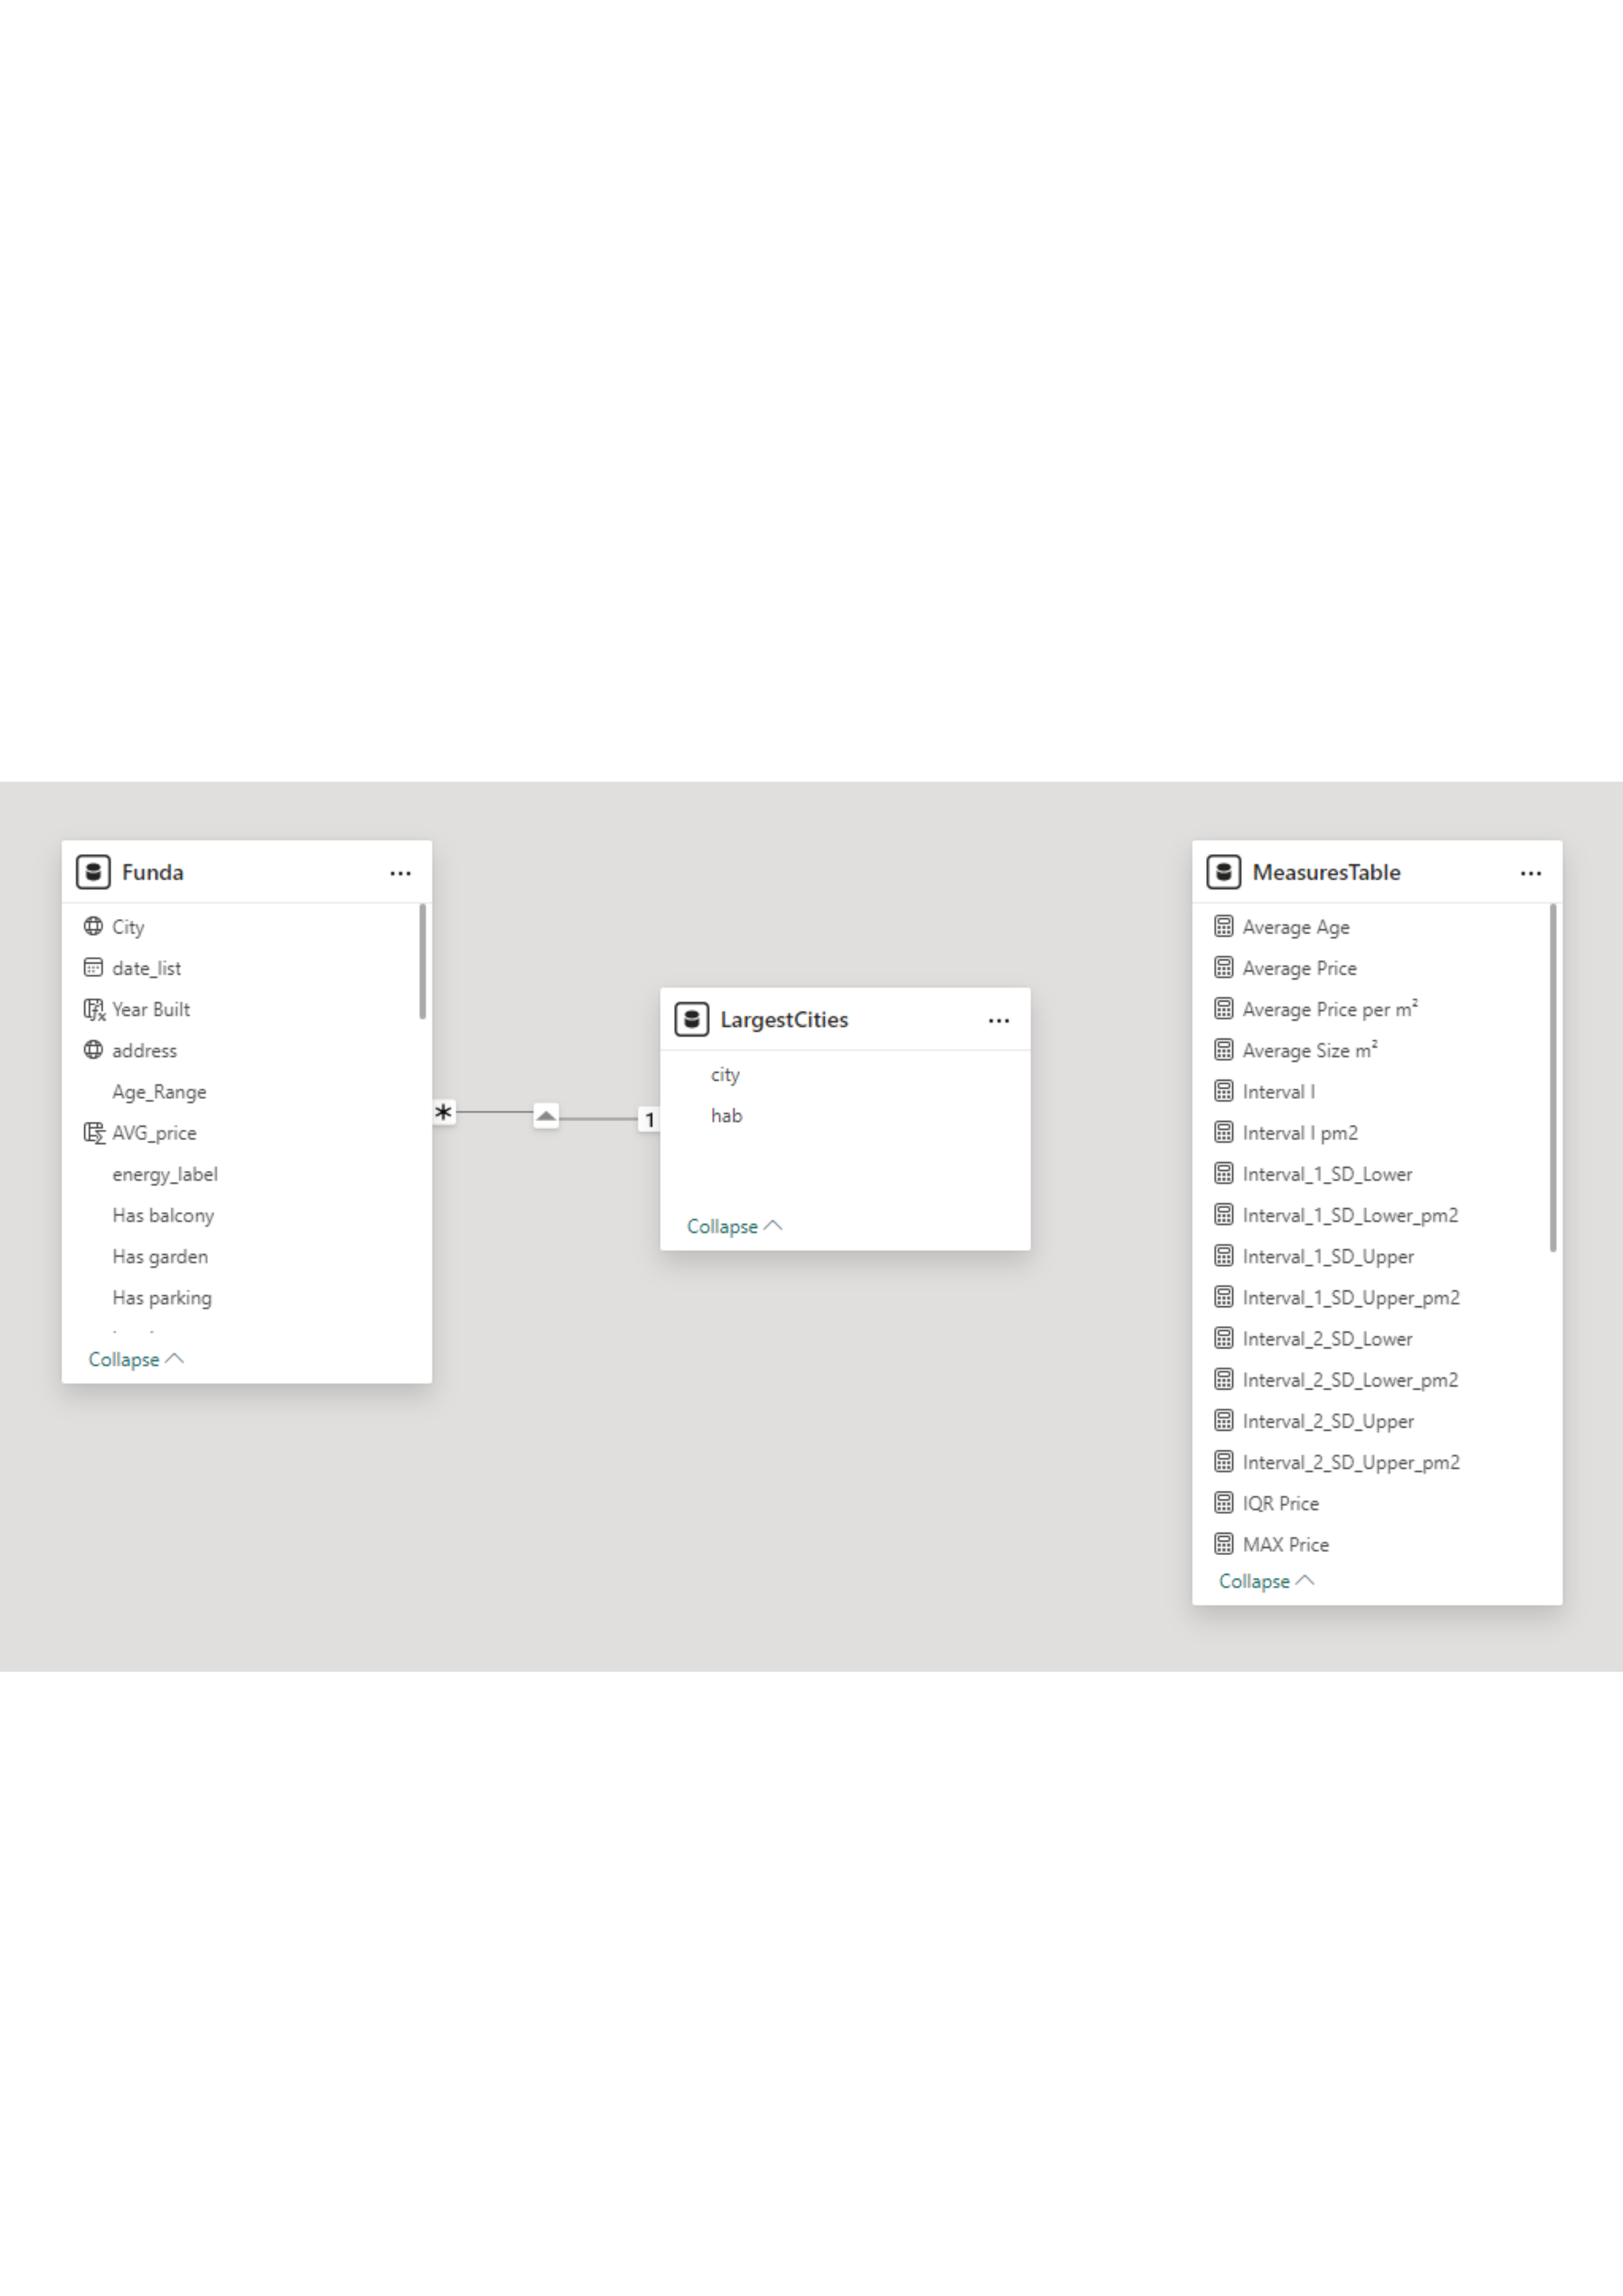 Funda
City
date_list
Year Built
address
Age_Range
AVG_price
energy_label
Has balcony
Has garden
Has parking
Collapse
*
1
LargestCities
city
hab
Collapse
MeasuresTable
Average Age
Average Price
Average Price per m²
Average Size m²
Interval I
Interval I pm2
Interval_1_SD_Lower
Interval_1_SD_Lower_pm2
Interval_1_SD_Upper
Interval_1_SD_Upper_pm2
Interval_2_SD_Lower
Interval_2_SD_Lower_pm2
Interval_2_SD_Upper
Interval_2_SD_Upper_pm2
IQR Price
MAX Price
Collapse